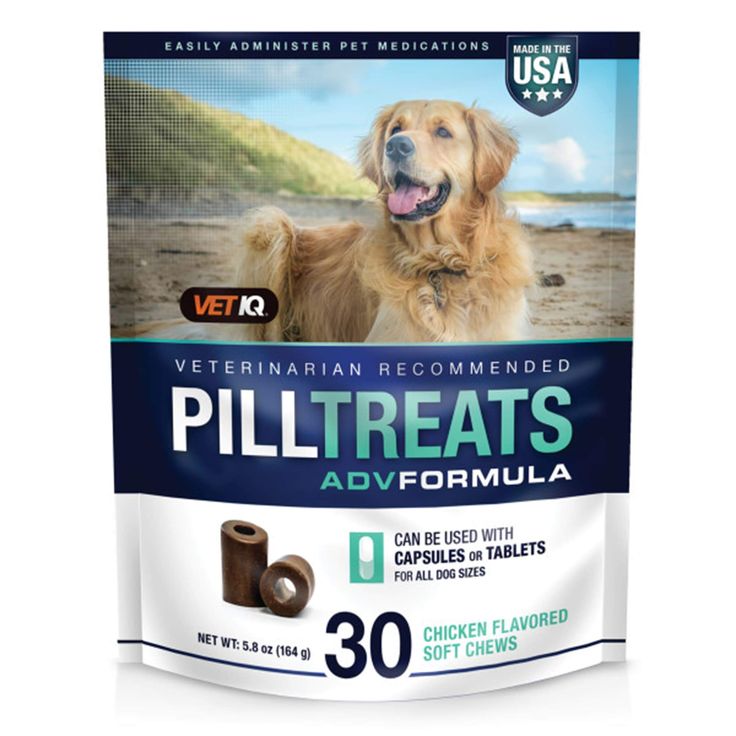 EASILY ADMINISTER PET MEDICATIONS
MADE IN THE
USA
VET IQ®
VETERINARIAN RECOMMENDED
PILLTREATS
ADVFORMULA
CAN BE USED WITH
CAPSULES OR TABLETS
FOR ALL DOG SIZES
NET WT: 5.8 oz (164 g)
30
CHICKEN FLAVORED
SOFT CHEWS